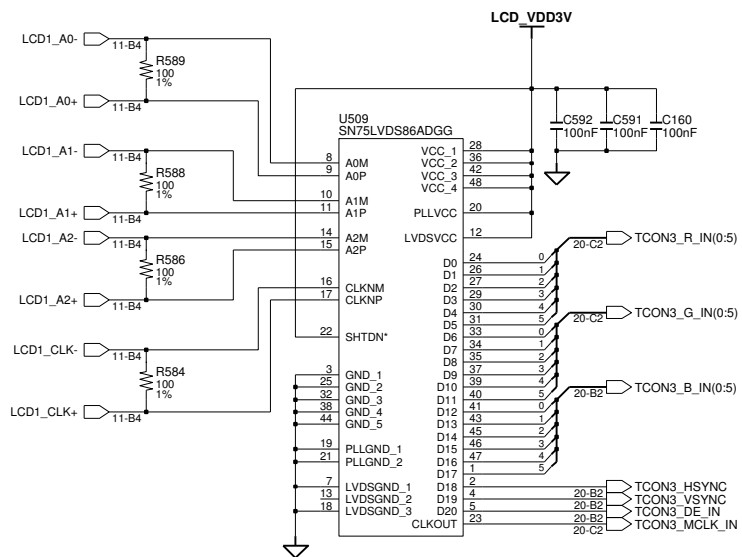 LCD_VDD3V
LCD1_A0-
11-B4
R589
100
1%
LCD1_A0+
11-B4
LCD1_A1-
11-B4
R588
100
1%
LCD1_A1+
11-B4
LCD1_A2-
11-B4
R586
100
1%
LCD1_A2+
11-B4
LCD1_CLK-
11-B4
R584
100
1%
LCD1_CLK+
11-B4
U509
SN75LVDS86ADGG
8 A0M
9 A0P
10 A1M
11 A1P
14 A2M
15 A2P
16 CLKNM
17 CLKNP
22 SHTDN*
3 GND_1
25 GND_2
32 GND_3
38 GND_4
44 GND_5
19 PLLGND_1
21 PLLGND_2
7 LVDSGND_1
13 LVDSGND_2
18 LVDSGND_3
VCC_1 28
VCC_2 36
VCC_3 42
VCC_4 48
PLLVCC 20
LVDSVCC 12
D0 24 0
D1 26 1
D2 27 2
D3 29 3
D4 30 4
D5 31 5
D6 33 0
D7 34 1
D8 35 2
D9 37 3
D10 39 4
D11 40 5
D12 41 0
D13 43 1
D14 45 2
D15 46 3
D16 47 4
D17 1 5
D18 2
D19 4
D20 5
CLKOUT 23
C592
100nF
C591
100nF
C160
100nF
TCON3_R_IN(0:5)
20-C2
TCON3_G_IN(0:5)
20-C2
TCON3_B_IN(0:5)
20-B2
TCON3_HSYNC
20-B2
TCON3_VSYNC
20-B2
TCON3_DE_IN
20-B2
TCON3_MCLK_IN
20-C2